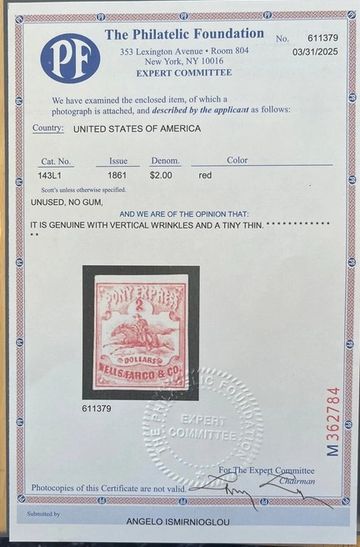 The Philatelic Foundation
353 Lexington Avenue • Room 804
New York, NY 10016
EXPERT COMMITTEE
No. 611379
03/31/2025
PF
We have examined the enclosed item, of which a
photograph is attached, and described by the applicant as follows:
Country: UNITED STATES OF AMERICA
Cat. No. Issue Denom. Color
143L1 1861 $2.00 red
Scott's unless otherwise specified.
UNUSED, NO GUM,
AND WE ARE OF THE OPINION THAT:
IT IS GENUINE WITH VERTICAL WRINKLES AND A TINY THIN. * * * * * * * * * * * *
* *
PONY EXPRESS
2
DOLLARS
WELLS, FARGO & CO.
611379
THE PHILATELIC FOUNDATION
EXPERT
COMMITTEE
M 362784
For The Expert Committee
Chairman
Photocopies of this Certificate are not valid.
Submitted by
ANGELO ISMIRNIOGLOU